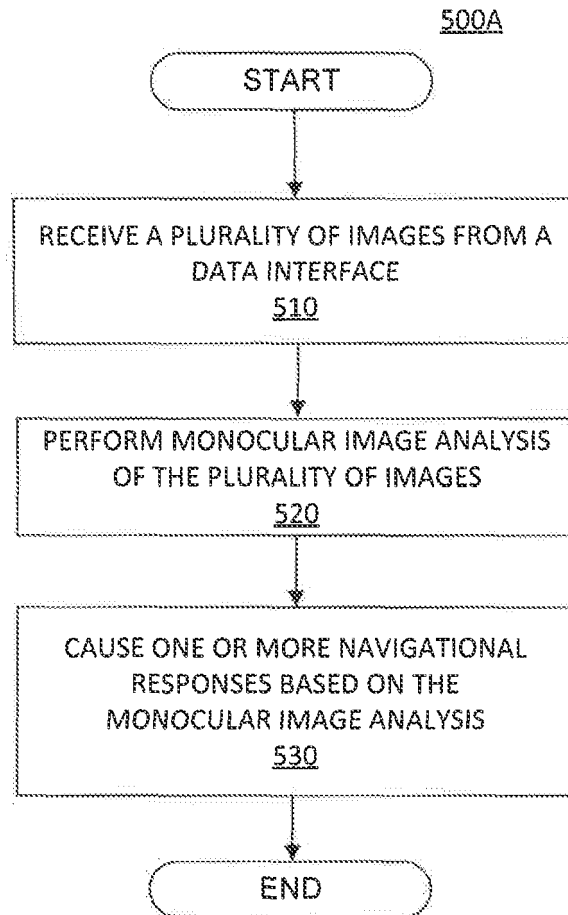 500A
START
RECEIVE A PLURALITY OF IMAGES FROM A
DATA INTERFACE
510
PERFORM MONOCULAR IMAGE ANALYSIS
OF THE PLURALITY OF IMAGES
520
CAUSE ONE OR MORE NAVIGATIONAL
RESPONSES BASED ON THE
MONOCULAR IMAGE ANALYSIS
530
END